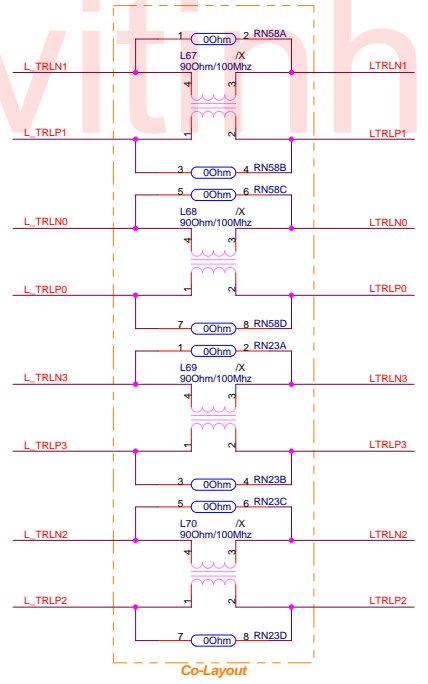 vitinh
1 0Ohm 2 RN58A
L_TRLN1 L67 /X LTRLN1
90Ohm/100Mhz
4 3
1 2
L_TRLP1 LTRLP1
3 0Ohm 4 RN58B
5 0Ohm 6 RN58C
L_TRLN0 L68 /X LTRLN0
90Ohm/100Mhz
4 3
1 2
L_TRLP0 LTRLP0
7 0Ohm 8 RN58D
1 0Ohm 2 RN23A
L_TRLN3 L69 /X LTRLN3
90Ohm/100Mhz
4 3
1 2
L_TRLP3 LTRLP3
3 0Ohm 4 RN23B
5 0Ohm 6 RN23C
L_TRLN2 L70 /X LTRLN2
90Ohm/100Mhz
4 3
1 2
L_TRLP2 LTRLP2
7 0Ohm 8 RN23D
Co-Layout